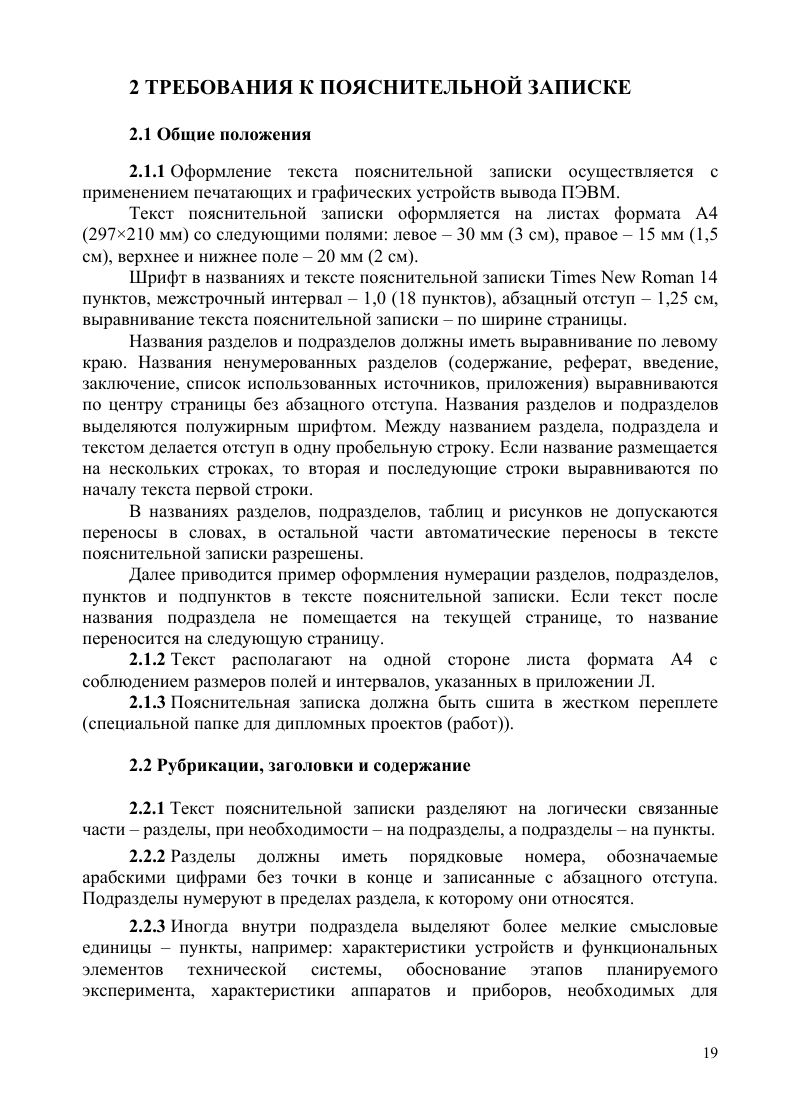 2 ТРЕБОВАНИЯ К ПОЯСНИТЕЛЬНОЙ ЗАПИСКЕ
2.1 Общие положения
2.1.1 Оформление текста пояснительной записки осуществляется с
применением печатающих и графических устройств вывода ПЭВМ.
Текст пояснительной записки оформляется на листах формата А4
(297×210 мм) со следующими полями: левое – 30 мм (3 см), правое – 15 мм (1,5
см), верхнее и нижнее поле – 20 мм (2 см).
Шрифт в названиях и тексте пояснительной записки Times New Roman 14
пунктов, межстрочный интервал – 1,0 (18 пунктов), абзацный отступ – 1,25 см,
выравнивание текста пояснительной записки – по ширине страницы.
Названия разделов и подразделов должны иметь выравнивание по левому
краю. Названия ненумерованных разделов (содержание, реферат, введение,
заключение, список использованных источников, приложения) выравниваются
по центру страницы без абзацного отступа. Названия разделов и подразделов
выделяются полужирным шрифтом. Между названием раздела, подраздела и
текстом делается отступ в одну пробельную строку. Если название размещается
на нескольких строках, то вторая и последующие строки выравниваются по
началу текста первой строки.
В названиях разделов, подразделов, таблиц и рисунков не допускаются
переносы в словах, в остальной части автоматические переносы в тексте
пояснительной записки разрешены.
Далее приводится пример оформления нумерации разделов, подразделов,
пунктов и подпунктов в тексте пояснительной записки. Если текст после
названия подраздела не помещается на текущей странице, то название
переносится на следующую страницу.
2.1.2 Текст располагают на одной стороне листа формата А4 с
соблюдением размеров полей и интервалов, указанных в приложении Л.
2.1.3 Пояснительная записка должна быть сшита в жестком переплете
(специальной папке для дипломных проектов (работ)).
2.2 Рубрикации, заголовки и содержание
2.2.1 Текст пояснительной записки разделяют на логически связанные
части – разделы, при необходимости – на подразделы, а подразделы – на пункты.
2.2.2 Разделы должны иметь порядковые номера, обозначаемые
арабскими цифрами без точки в конце и записанные с абзацного отступа.
Подразделы нумеруют в пределах раздела, к которому они относятся.
2.2.3 Иногда внутри подраздела выделяют более мелкие смысловые
единицы – пункты, например: характеристики устройств и функциональных
элементов технической системы, обоснование этапов планируемого
эксперимента, характеристики аппаратов и приборов, необходимых для
19